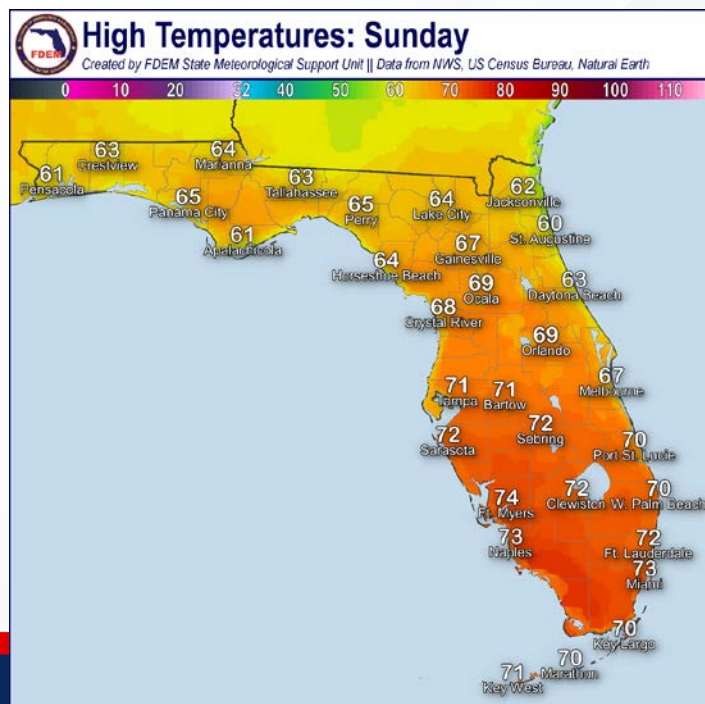 FDEM
High Temperatures: Sunday
Created by FDEM State Meteorological Support Unit || Data from NWS, US Census Bureau, Natural Earth
0 10 20 32 40 50 60 70 80 90 100 110
63
Crestview
64
Marianna
61
Pensacola
63
Tallahassee
65
Panama City
65
Perry
64
Lake City
62
Jacksonville
61
Apalachicola
60
St. Augustine
64
Horseshoe Beach
67
Gainesville
69
Ocala
63
Daytona Beach
68
Crystal River
69
Orlando
67
Melbourne
71
Tampa
71
Bartow
72
Sarasota
72
Sebring
70
Port St. Lucie
74
Ft. Myers
72
Clewiston
70
W. Palm Beach
73
Naples
72
Ft. Lauderdale
73
Miami
70
Key Largo
70
Marathon
71
Key West